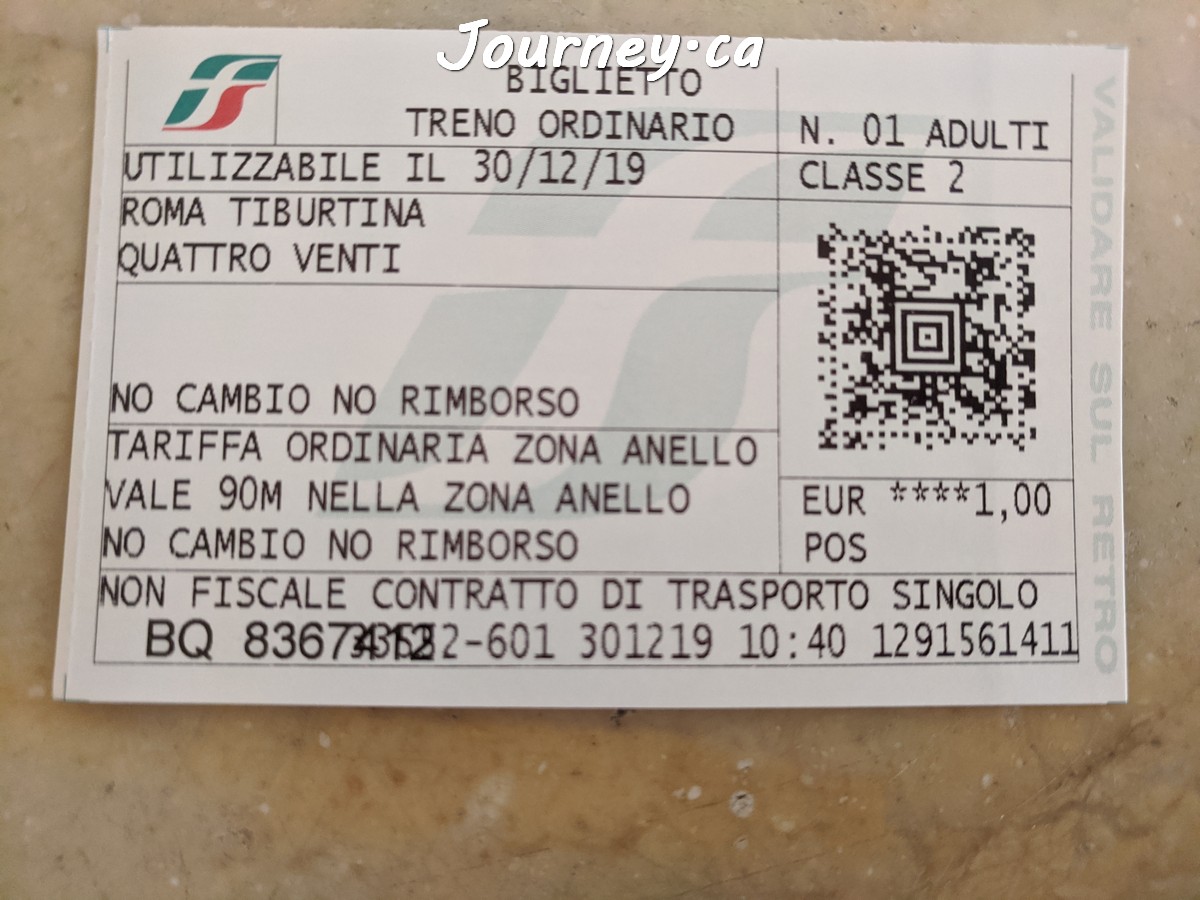 Journey.ca
BIGLIETTO
TRENO ORDINARIO
N. 01 ADULTI
UTILIZZABILE IL 30/12/19
CLASSE 2
ROMA TIBURTINA
QUATTRO VENTI
NO CAMBIO NO RIMBORSO
TARIFFA ORDINARIA ZONA ANELLO
VALE 90M NELLA ZONA ANELLO
NO CAMBIO NO RIMBORSO
EUR ****1,00
POS
NON FISCALE CONTRATTO DI TRASPORTO SINGOLO
BQ 301219 10:40 1291561411
VALIDARE SUL RETRO